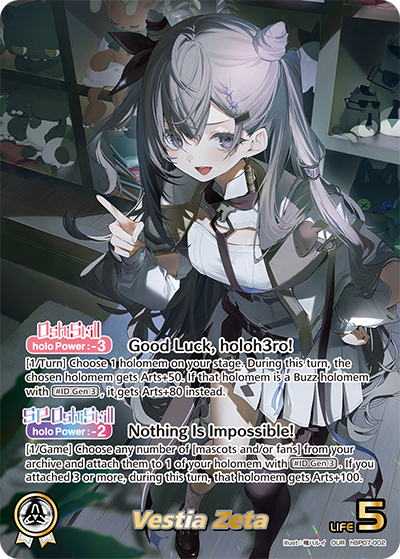 Oshi Skill
holo Power : -3
Good Luck, holoh3ro!
[1/Turn] Choose 1 holomem on your stage. During this turn, the
chosen holomem gets Arts+50. If that holomem is a Buzz holomem
with #ID Gen 3, it gets Arts+80 instead.
SP Oshi Skill
holo Power : -2
Nothing Is Impossible!
[1/Game] Choose any number of [mascots and/or fans] from your
archive and attach them to 1 of your holomem with #ID Gen 3. If you
attached 3 or more, during this turn, that holomem gets Arts+100.
Vestia Zeta
LIFE 5
Illust: OUR hBP07-002